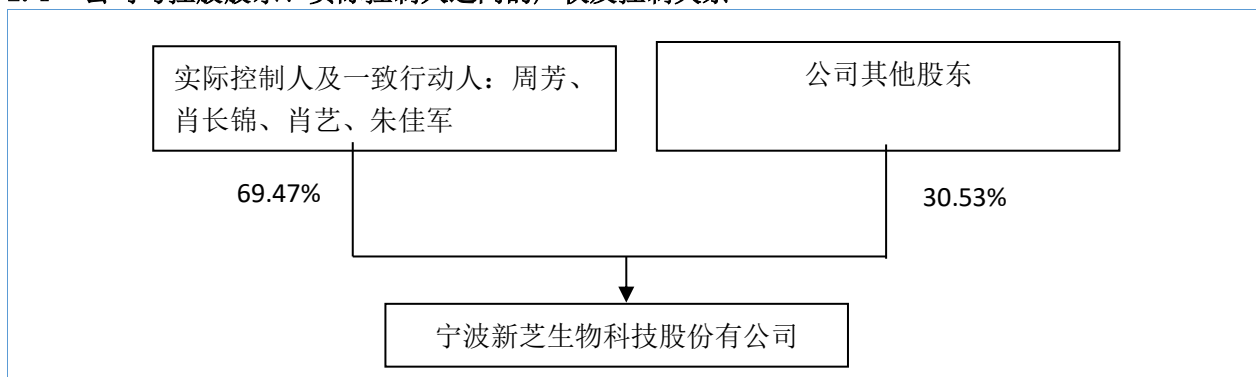 实际控制人及一致行动人：周芳、
肖长锦、肖艺、朱佳军
公司其他股东
69.47%
30.53%
宁波新芝生物科技股份有公司